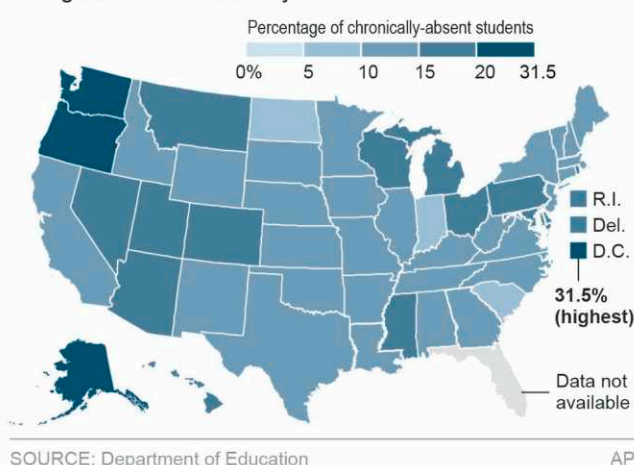 Percentage of chronically-absent students
0% 5 10 15 20 31.5
R.I.
Del.
D.C.
31.5%
(highest)
Data not
available
SOURCE: Department of Education AP